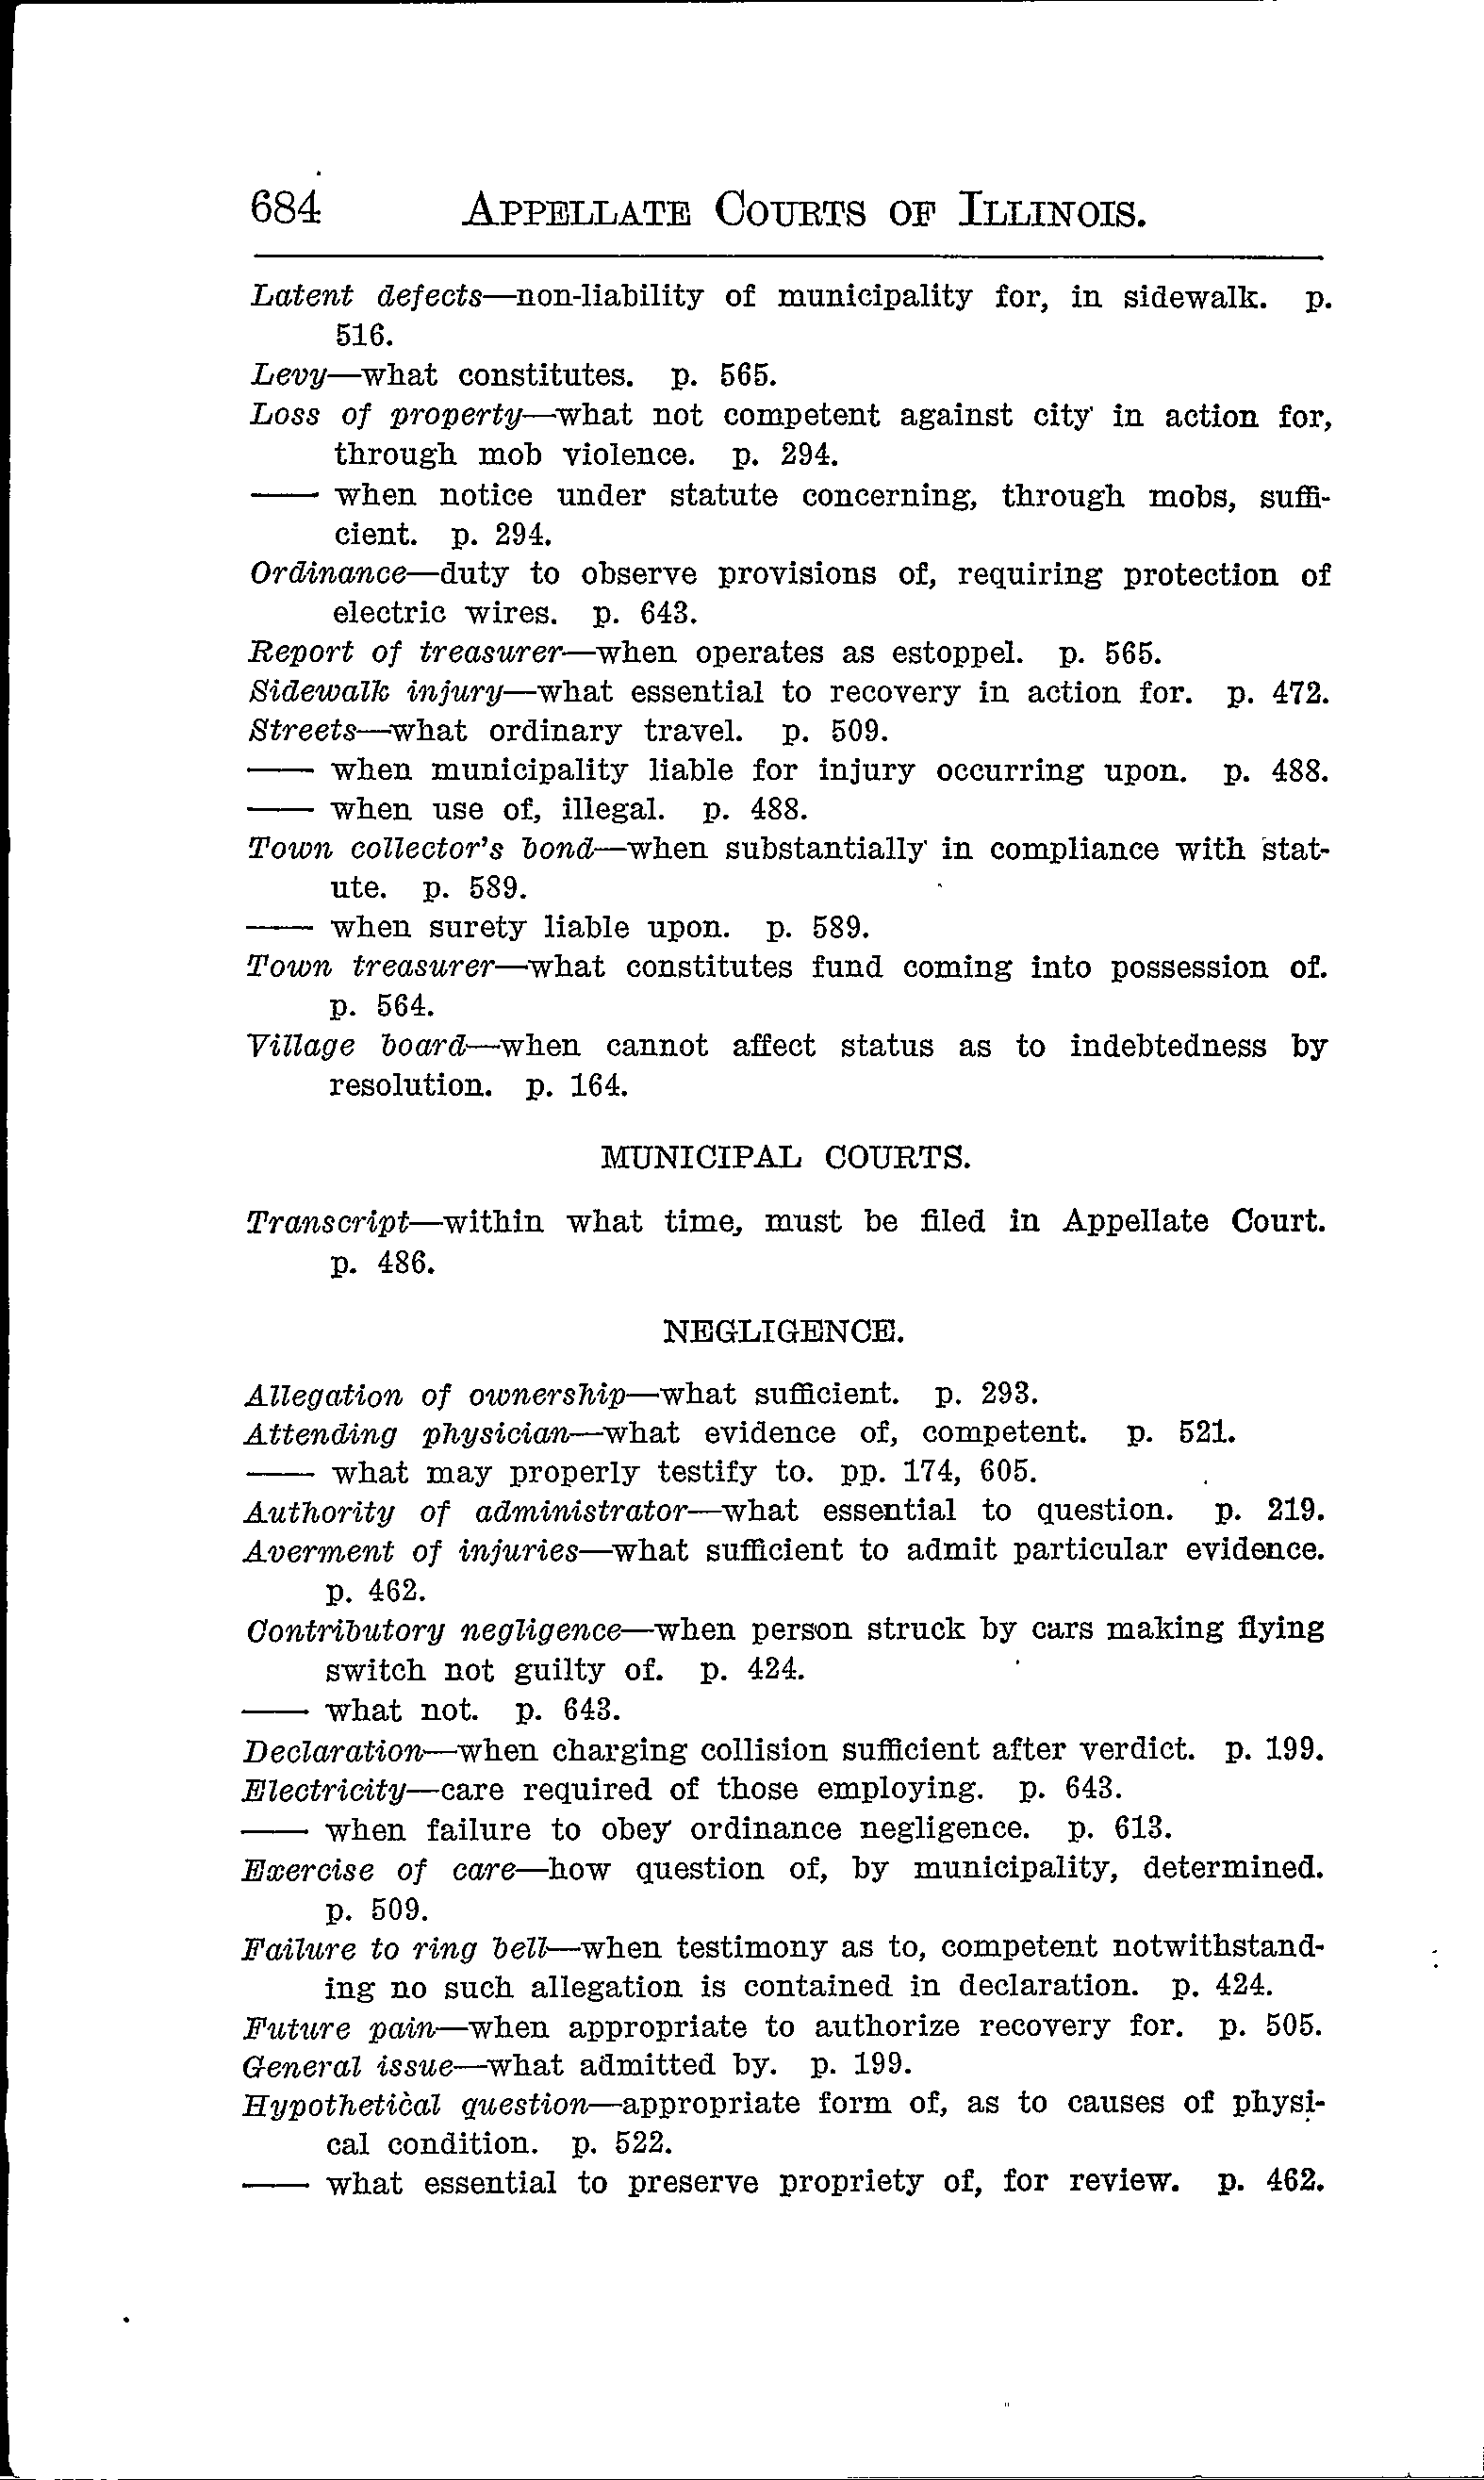 684 APPELLATE COURTS OF ILLINOIS.
Latent defects—non-liability of municipality for, in sidewalk. p.
516.
Levy—what constitutes. p. 565.
Loss of property—what not competent against city in action for,
through mob violence. p. 294.
—— when notice under statute concerning, through mobs, suffi-
cient. p. 294.
Ordinance—duty to observe provisions of, requiring protection of
electric wires. p. 643.
Report of treasurer—when operates as estoppel. p. 565.
Sidewalk injury—what essential to recovery in action for. p. 472.
Streets—what ordinary travel. p. 509.
—— when municipality liable for injury occurring upon. p. 488.
—— when use of, illegal. p. 488.
Town collector's bond—when substantially in compliance with stat-
ute. p. 589.
—— when surety liable upon. p. 589.
Town treasurer—what constitutes fund coming into possession of.
p. 564.
Village board—when cannot affect status as to indebtedness by
resolution. p. 164.
MUNICIPAL COURTS.
Transcript—within what time, must be filed in Appellate Court.
p. 486.
NEGLIGENCE.
Allegation of ownership—what sufficient. p. 293.
Attending physician—what evidence of, competent. p. 521.
—— what may properly testify to. pp. 174, 605.
Authority of administrator—what essential to question. p. 219.
Averment of injuries—what sufficient to admit particular evidence.
p. 462.
Contributory negligence—when person struck by cars making flying
switch not guilty of. p. 424.
—— what not. p. 643.
Declaration—when charging collision sufficient after verdict. p. 199.
Electricity—care required of those employing. p. 643.
—— when failure to obey ordinance negligence. p. 613.
Exercise of care—how question of, by municipality, determined.
p. 509.
Failure to ring bell—when testimony as to, competent notwithstand-
ing no such allegation is contained in declaration. p. 424.
Future pain—when appropriate to authorize recovery for. p. 505.
General issue—what admitted by. p. 199.
Hypothetical question—appropriate form of, as to causes of physi-
cal condition. p. 522.
—— what essential to preserve propriety of, for review. p. 462.